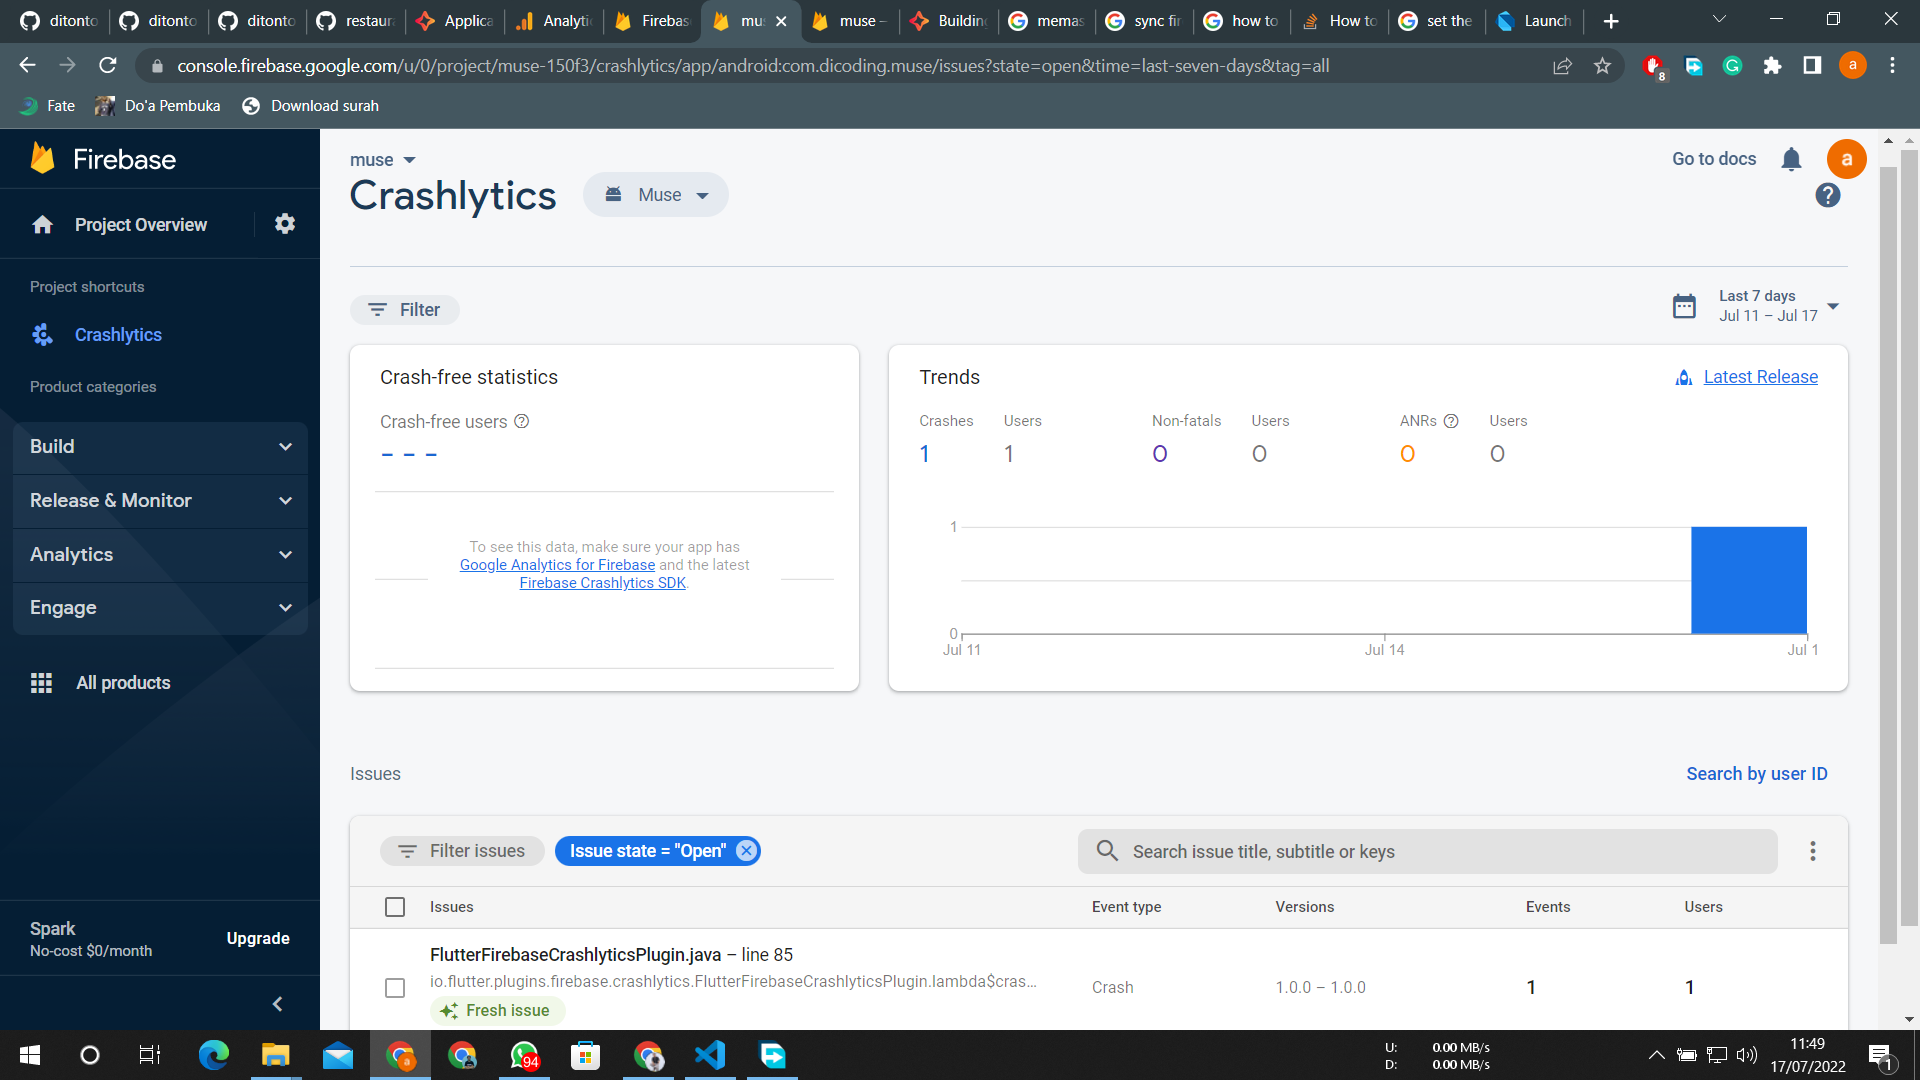 ditonto
ditonto
ditonto
restaura
Applica
Analytic
Firebase
mus
muse –
Building
memas
sync fir
how to
How to
set the
Launch
console.firebase.google.com/u/0/project/muse-150f3/crashlytics/app/android:com.dicoding.muse/issues?state=open&time=last-seven-days&tag=all
8
a
Fate
Do'a Pembuka
Download surah
Firebase
Project Overview
Project shortcuts
Crashlytics
Product categories
Build
Release & Monitor
Analytics
Engage
All products
Spark
No-cost $0/month
Upgrade
muse
Go to docs
a
Crashlytics
Muse
Filter
Last 7 days
Jul 11 – Jul 17
Crash-free statistics
Crash-free users
– – –
To see this data, make sure your app has
Google Analytics for Firebase and the latest
Firebase Crashlytics SDK.
Trends
Latest Release
Crashes Users Non-fatals Users ANRs Users
1 1 0 0 0 0
1
0
Jul 11 Jul 14 Jul 1
Issues
Search by user ID
Filter issues
Issue state = "Open"
Search issue title, subtitle or keys
Issues Event type Versions Events Users
FlutterFirebaseCrashlyticsPlugin.java – line 85
io.flutter.plugins.firebase.crashlytics.FlutterFirebaseCrashlyticsPlugin.lambda$cras...
Crash 1.0.0 – 1.0.0 1 1
Fresh issue
94
U: 0.00 MB/s
D: 0.00 MB/s
11:49
17/07/2022
1